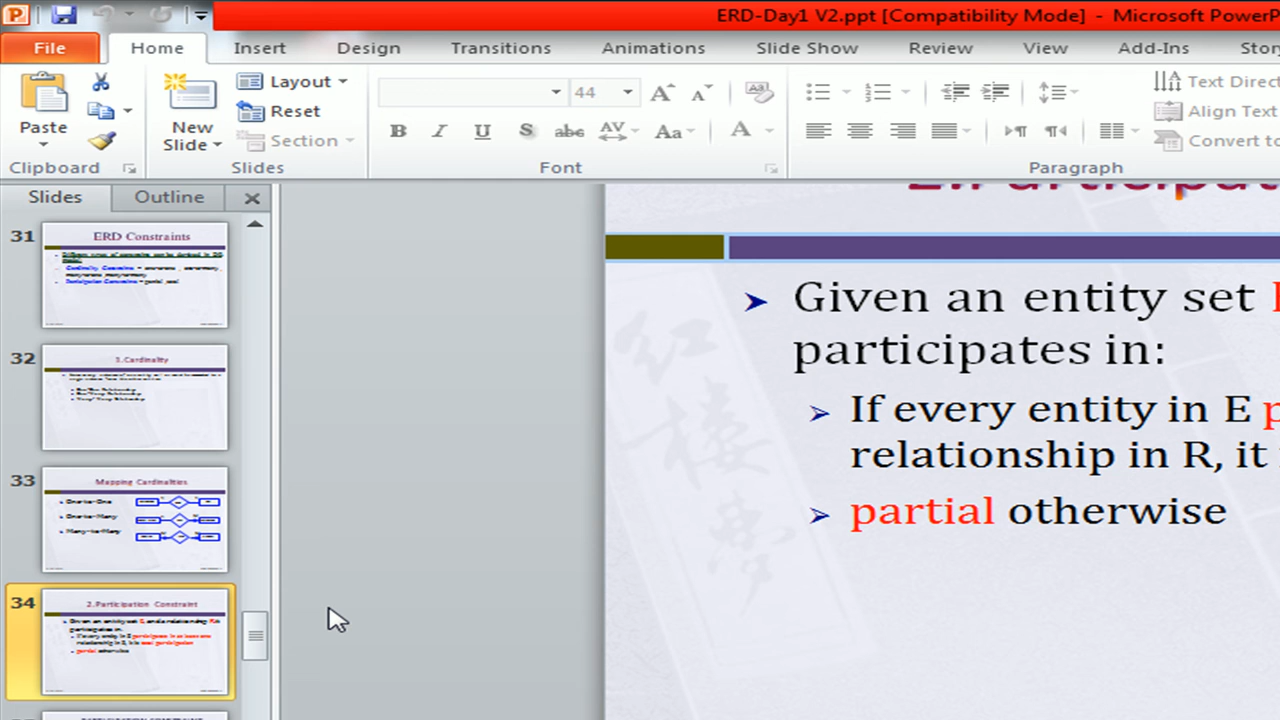 ERD-Day1 V2.ppt [Compatibility Mode] - Microsoft PowerP
File Home Insert Design Transitions Animations Slide Show Review View Add-Ins Stor
Paste
New
Slide
Layout
Reset
Section
44
B I U S abc AV Aa A
Text Direct
Align Text
Convert to
Clipboard Slides Font Paragraph
Slides Outline
31
ERD Constraints
32
1.Cardinality
33
Mapping Cardinalities
One-to-One
One-to-Many
Many-to-Many
34
2.Participation Constraint
Given an entity set
participates in:
If every entity in E
relationship in R, it
partial otherwise